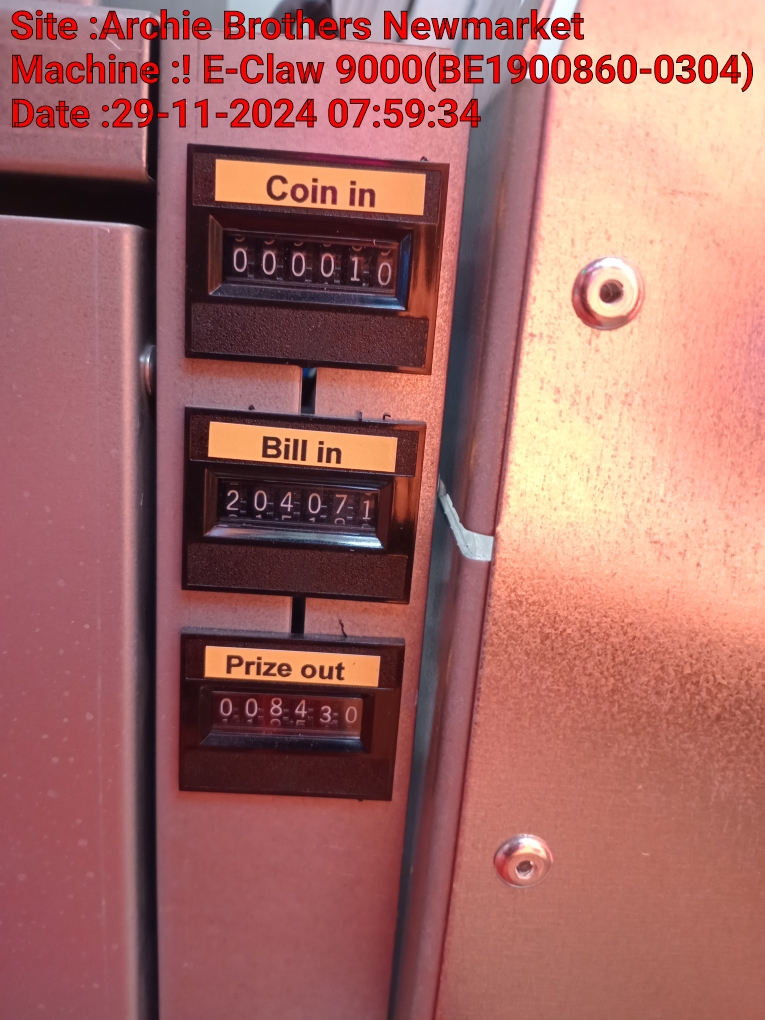 Site :Archie Brothers Newmarket
Machine :! E-Claw 9000(BE1900860-0304)
Date :29-11-2024 07:59:34
Coin in
000010
Bill in
204071
Prize out
008430